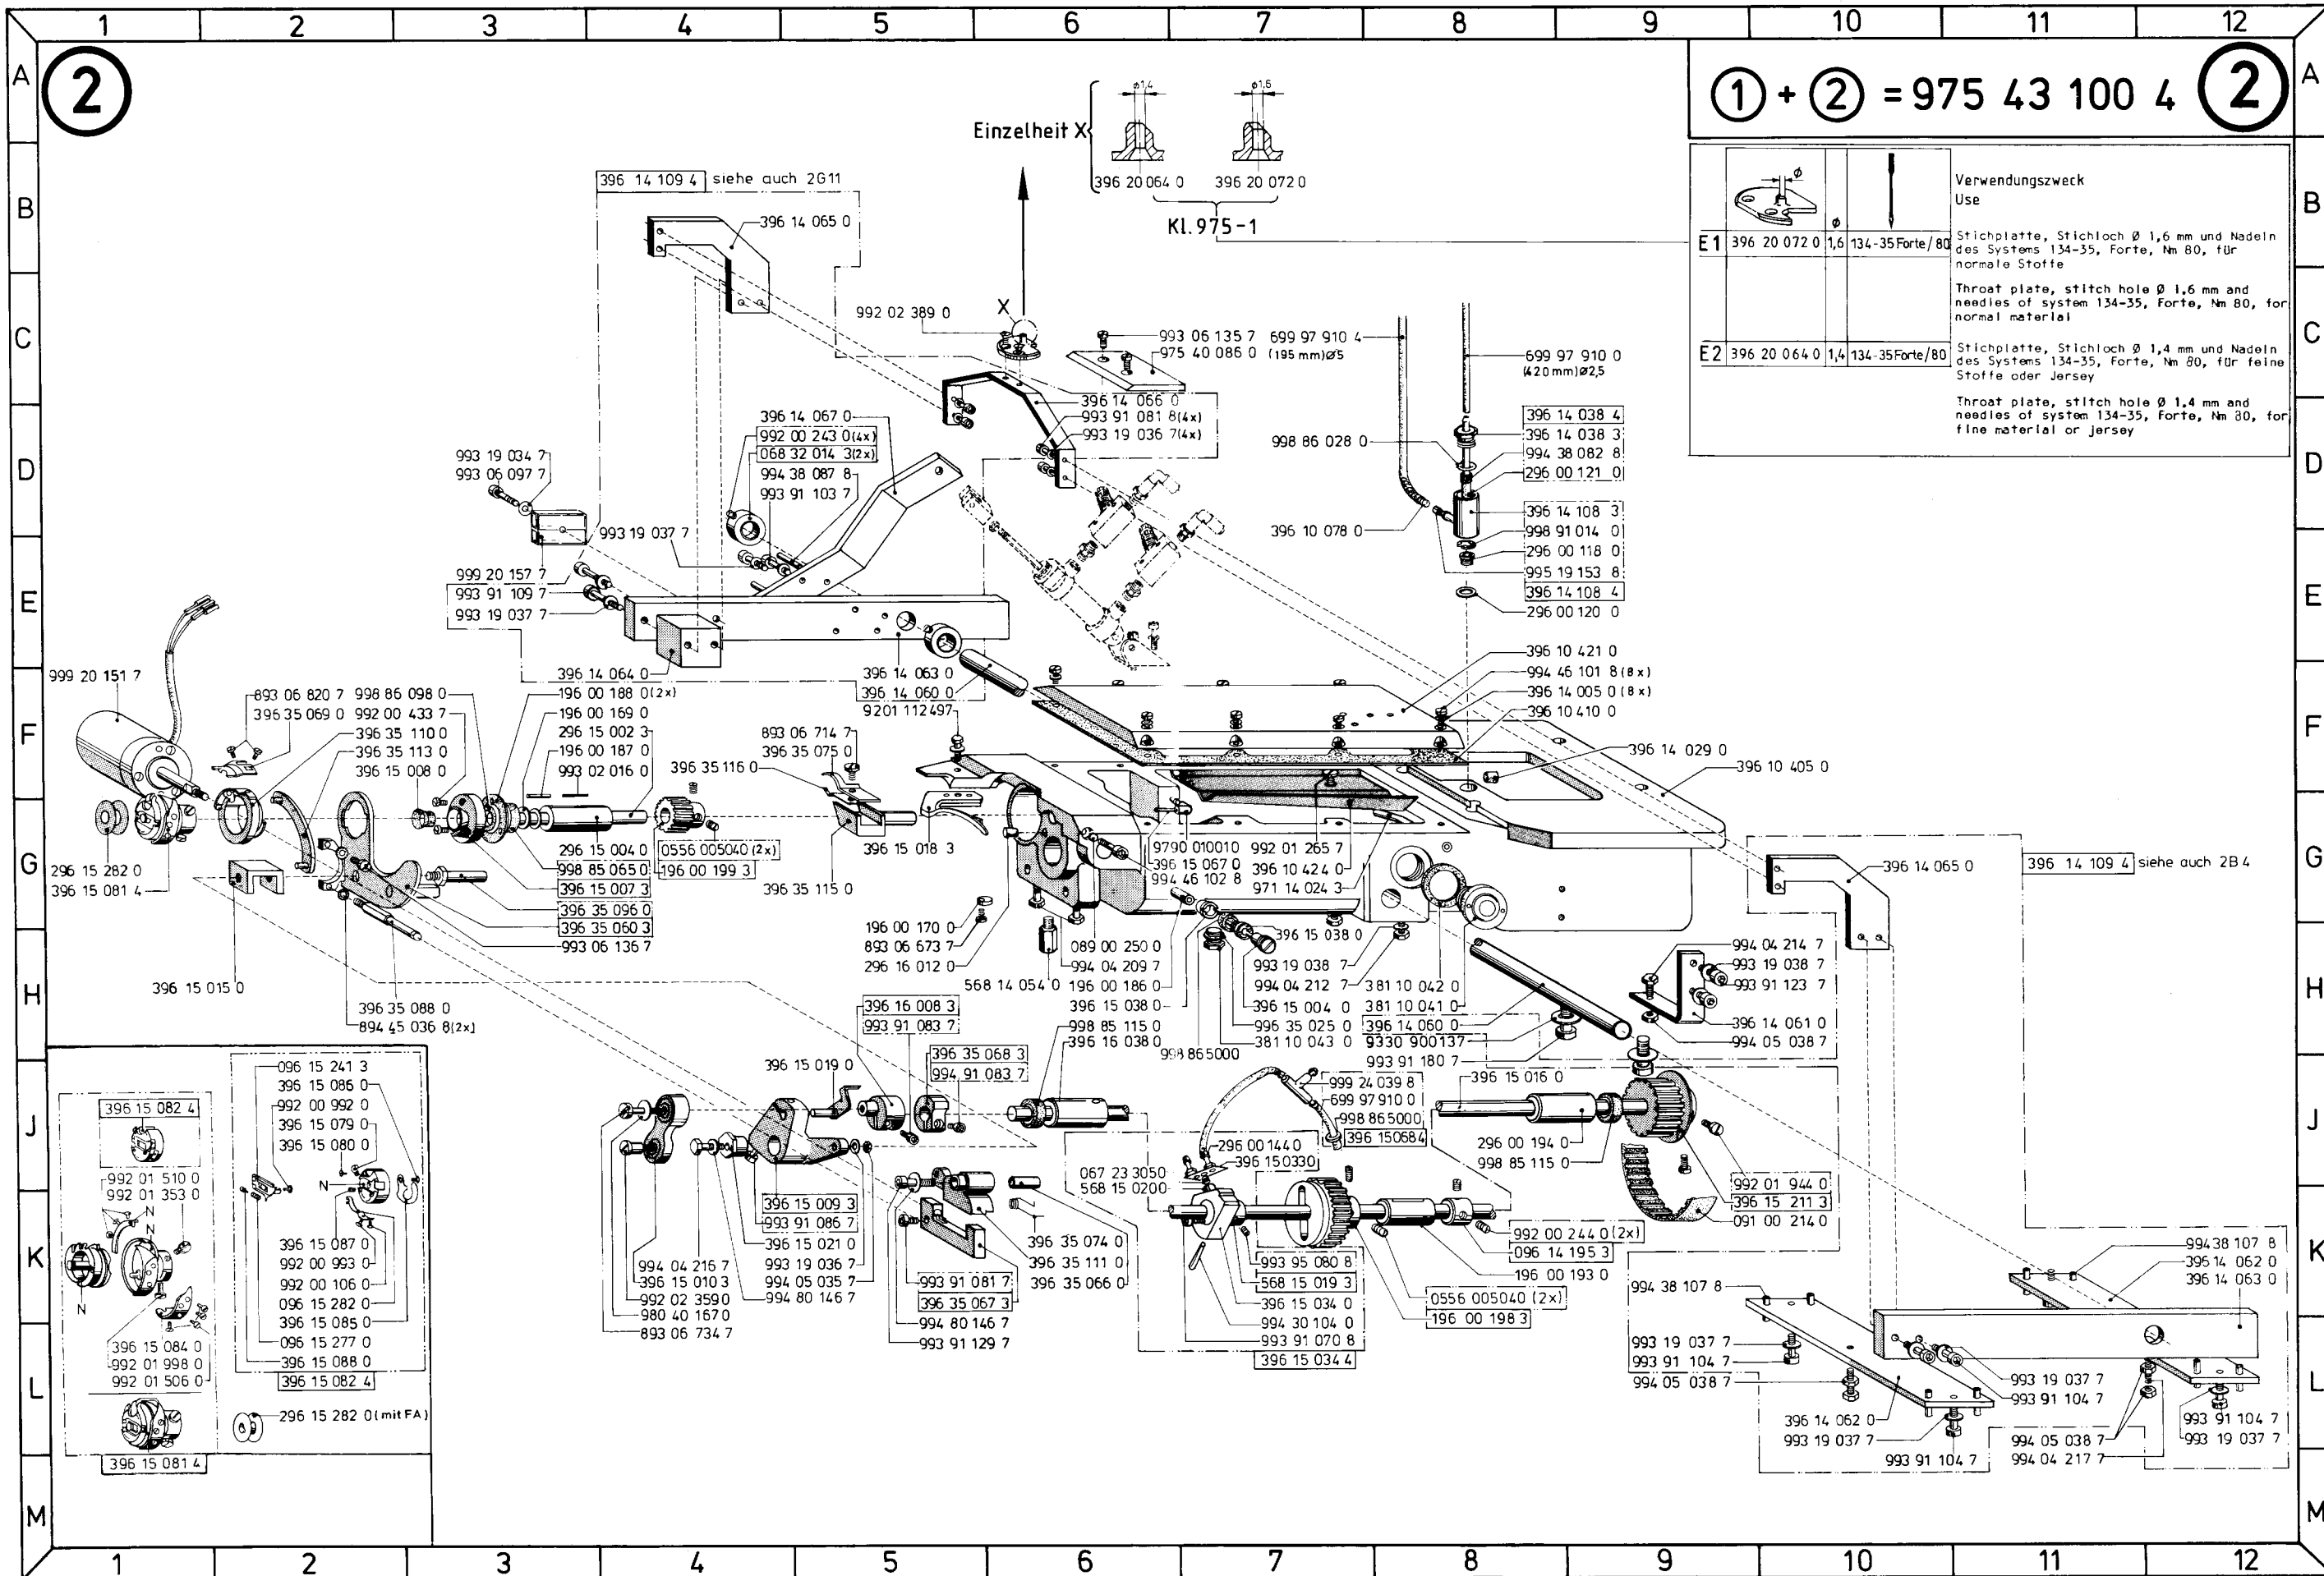 1 2 3 4 5 6 7 8 9 10 11 12
A
B
C
D
E
F
G
H
J
K
L
M
2
1 + 2 = 975 43 100 4 2
Einzelheit X
ø1,4
ø1,6
396 20 064 0 396 20 072 0
Kl. 975-1
ø
ø
Verwendungszweck
Use
E1 396 20 072 0 1,6 134-35 Forte/80
Stichplatte, Stichloch Ø 1,6 mm und Nadeln
des Systems 134-35, Forte, Nm 80, für
normale Stoffe
Throat plate, stitch hole Ø 1.6 mm and
needles of system 134-35, Forte, Nm 80, for
normal material
E2 396 20 064 0 1,4 134-35 Forte/80
Stichplatte, Stichloch Ø 1,4 mm und Nadeln
des Systems 134-35, Forte, Nm 80, für feine
Stoffe oder Jersey
Throat plate, stitch hole Ø 1.4 mm and
needles of system 134-35, Forte, Nm 80, for
fine material or jersey
396 14 109 4 siehe auch 2G11
396 14 065 0
992 02 389 0
X
993 06 135 7
975 40 086 0
699 97 910 4
(195 mm)Ø5
699 97 910 0
(420 mm)Ø2,5
396 14 066 0
993 91 081 8(4x)
993 19 036 7(4x)
396 14 067 0
992 00 243 0(4x)
068 32 014 3(2x)
994 38 087 8
993 91 103 7
993 19 034 7
993 06 097 7
993 19 037 7
999 20 157 7
993 91 109 7
993 19 037 7
998 86 028 0
396 10 078 0
396 14 038 4
396 14 038 3
994 38 082 8
296 00 121 0
396 14 108 3
998 91 014 0
296 00 118 0
995 19 153 8
396 14 108 4
296 00 120 0
396 14 064 0
396 14 063 0
396 14 060 0
9201 112497
396 10 421 0
994 46 101 8(8x)
396 14 005 0(8x)
396 10 410 0
396 14 029 0
396 10 405 0
999 20 151 7
893 06 820 7
396 35 069 0
998 86 098 0
992 00 433 7
396 35 110 0
396 35 113 0
396 15 008 0
196 00 188 0(2x)
196 00 169 0
296 15 002 3
196 00 187 0
993 02 016 0
893 06 714 7
396 35 075 0
396 35 116 0
296 15 282 0
396 15 081 4
296 15 004 0
998 85 065 0
396 15 007 3
396 35 096 0
396 35 060 3
993 06 136 7
0556 005040 (2x)
196 00 199 3
396 35 115 0
396 15 018 3
9790 010010
396 15 067 0
994 46 102 8
992 01 265 7
396 10 424 0
971 14 024 3
396 14 065 0
396 14 109 4 siehe auch 2B4
196 00 170 0
893 06 673 7
296 16 012 0
568 14 054 0
089 00 250 0
994 04 209 7
196 00 186 0
396 15 038 0
998 86 5000
396 15 038 0
993 19 038 7
994 04 212 7
396 15 004 0
996 35 025 0
381 10 043 0
381 10 042 0
381 10 041 0
396 14 060 0
9330 900137
993 91 180 7
994 04 214 7
993 19 038 7
993 91 123 7
396 14 061 0
994 05 038 7
396 15 015 0
396 35 088 0
894 45 036 8(2x)
396 16 008 3
993 91 083 7
998 85 115 0
396 16 038 0
396 15 019 0
396 35 068 3
994 91 083 7
999 24 039 8
699 97 910 0
998 86 5000
396 15 068 4
396 15 016 0
296 00 194 0
998 85 115 0
296 00 144 0
396 15 033 0
067 23 305 0
568 15 020 0
096 15 241 3
396 15 086 0
992 00 992 0
396 15 079 0
396 15 080 0
N
396 15 082 4
992 01 510 0
992 01 353 0
N
N
N
396 15 087 0
992 00 993 0
992 00 106 0
096 15 282 0
396 15 085 0
096 15 277 0
396 15 088 0
396 15 082 4
396 15 084 0
992 01 998 0
992 01 506 0
296 15 282 0(mit FA)
396 15 081 4
994 04 216 7
396 15 010 3
992 02 359 0
980 40 167 0
893 06 734 7
396 15 009 3
993 91 086 7
396 15 021 0
993 19 036 7
994 05 035 7
994 80 146 7
396 35 074 0
396 35 111 0
396 35 066 0
993 91 081 7
396 35 067 3
994 80 146 7
993 91 129 7
993 95 080 8
568 15 019 3
396 15 034 0
994 30 104 0
993 91 070 8
396 15 034 4
992 00 244 0(2x)
096 14 195 3
196 00 193 0
0556 005040 (2x)
196 00 198 3
992 01 944 0
396 15 211 3
091 00 214 0
994 38 107 8
396 14 062 0
396 14 063 0
994 38 107 8
993 19 037 7
993 91 104 7
994 05 038 7
396 14 062 0
993 19 037 7
993 91 104 7
993 19 037 7
993 91 104 7
994 05 038 7
994 04 217 7
993 91 104 7
993 19 037 7
A
B
C
D
E
F
G
H
J
K
L
M
1 2 3 4 5 6 7 8 9 10 11 12